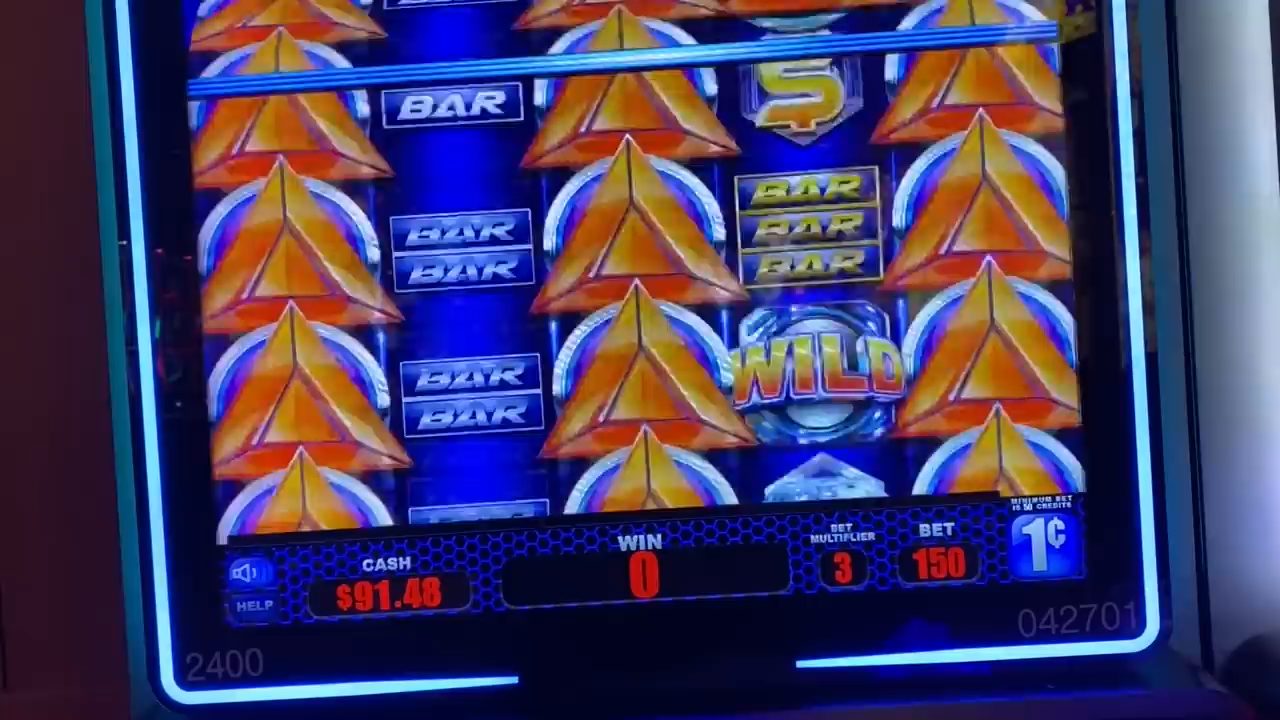 BAR
$
BAR
BAR
BAR
BAR
BAR
WILD
BAR
BAR
MINIMUM BET
IS 50 CREDITS
1¢
CASH
$91.48
WIN
0
BET
MULTIPLIER
3
BET
150
HELP
2400
042701